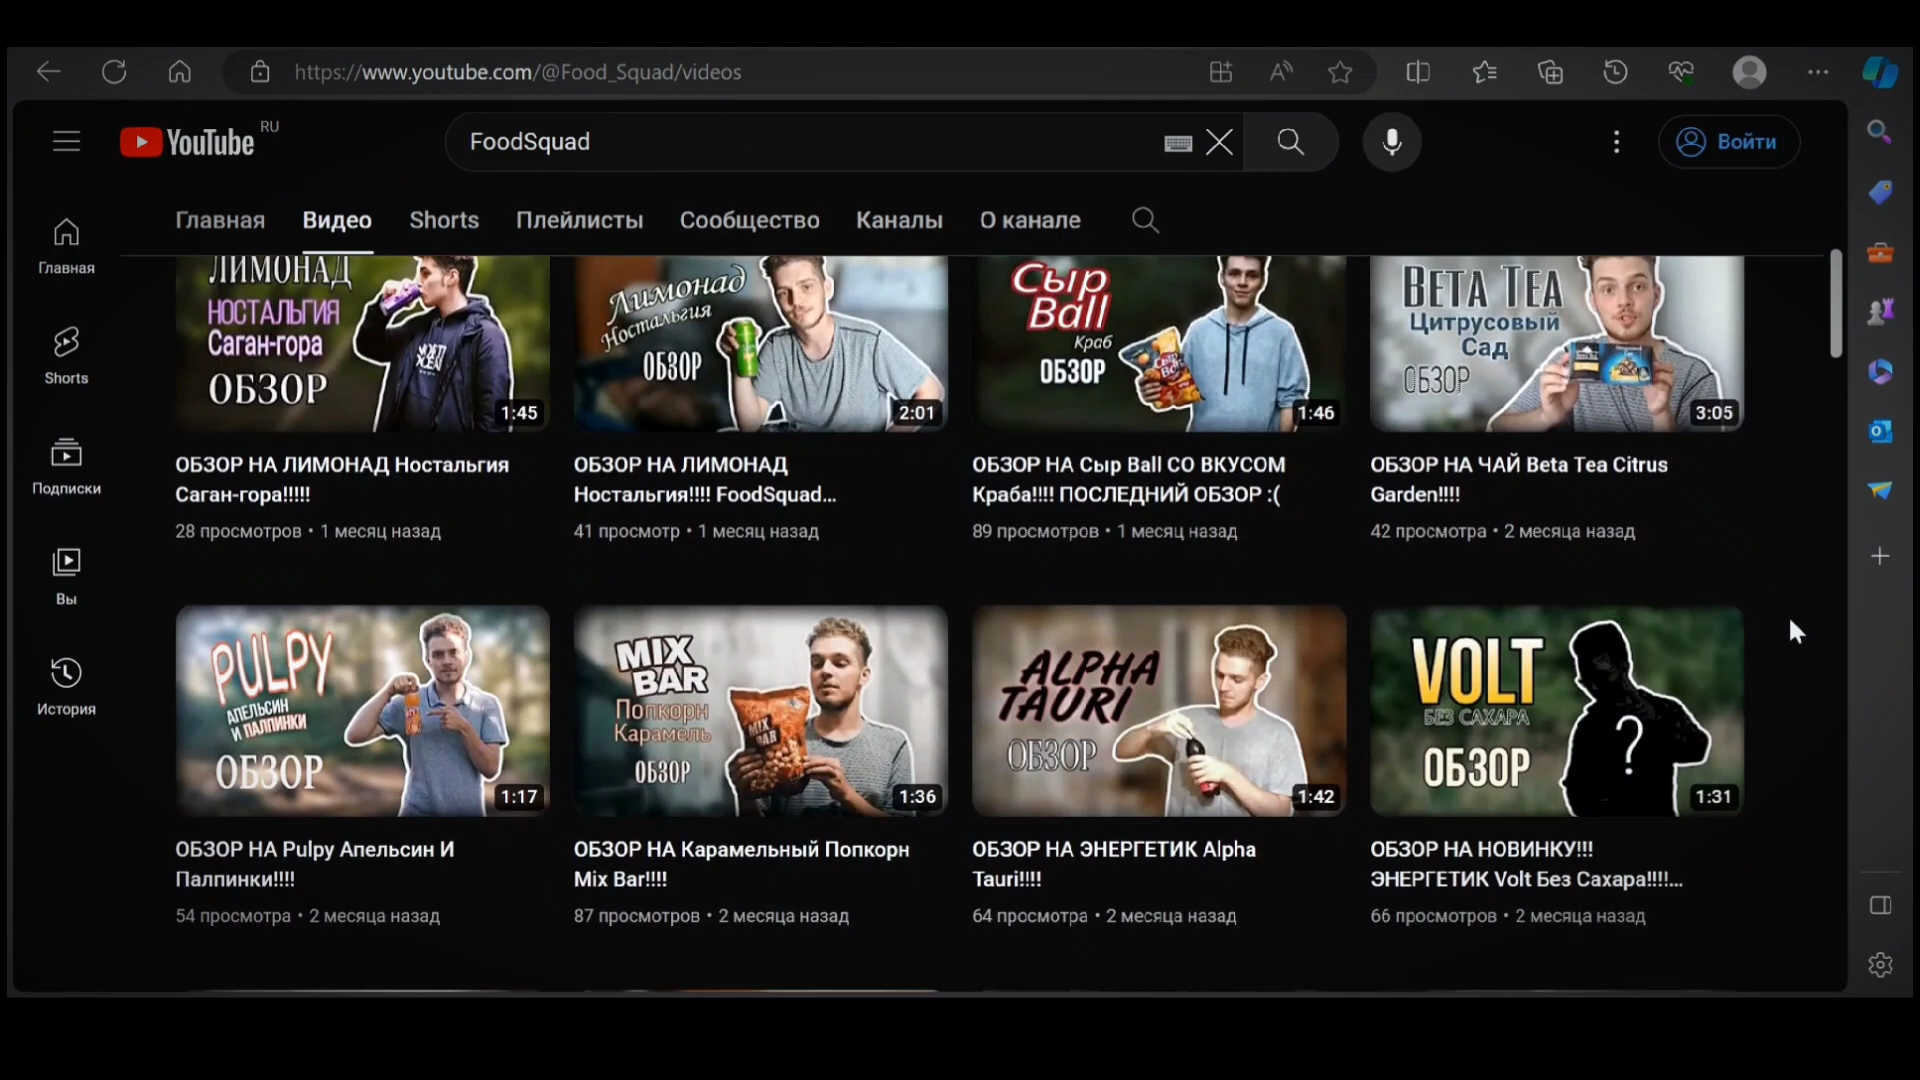 https://www.youtube.com/@Food_Squad/videos
YouTube RU
FoodSquad
Войти
Главная
Видео
Shorts
Плейлисты
Сообщество
Каналы
О канале
Главная
Shorts
Подписки
Вы
История
ЛИМОНАД
НОСТАЛЬГИЯ
Саган-гора
ОБЗОР
1:45
ОБЗОР НА ЛИМОНАД Ностальгия
Саган-гора!!!!!
28 просмотров • 1 месяц назад
Лимонад
Ностальгия
ОБЗОР
2:01
ОБЗОР НА ЛИМОНАД
Ностальгия!!!! FoodSquad...
41 просмотр • 1 месяц назад
Сыр
Ball
Краб
ОБЗОР
1:46
ОБЗОР НА Сыр Ball СО ВКУСОМ
Краба!!!! ПОСЛЕДНИЙ ОБЗОР :(
89 просмотров • 1 месяц назад
BETA TEA
Цитрусовый
Сад
ОБЗОР
3:05
ОБЗОР НА ЧАЙ Beta Tea Citrus
Garden!!!!
42 просмотра • 2 месяца назад
PULPY
АПЕЛЬСИН
И ПАЛПИНКИ
ОБЗОР
1:17
ОБЗОР НА Pulpy Апельсин И
Палпинки!!!!
54 просмотра • 2 месяца назад
MIX
BAR
Попкорн
Карамель
ОБЗОР
MIX
BAR
1:36
ОБЗОР НА Карамельный Попкорн
Mix Bar!!!!
87 просмотров • 2 месяца назад
ALPHA
TAURI
ОБЗОР
1:42
ОБЗОР НА ЭНЕРГЕТИК Alpha
Tauri!!!!
64 просмотра • 2 месяца назад
VOLT
БЕЗ САХАРА
ОБЗОР
?
1:31
ОБЗОР НА НОВИНКУ!!!
ЭНЕРГЕТИК Volt Без Сахара!!!!...
66 просмотров • 2 месяца назад